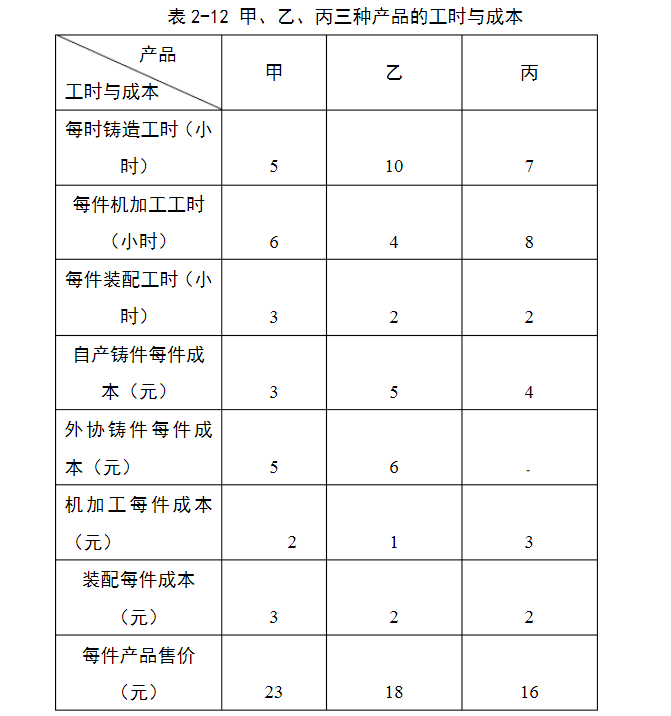 表2-12 甲、乙、丙三种产品的工时与成本
产品
工时与成本
甲
乙
丙
每时铸造工时(小
时)
5
10
7
每件机加工工时
(小时)
6
4
8
每件装配工时(小
时)
3
2
2
自产铸件每件成
本(元)
3
5
4
外协铸件每件成
本(元)
5
6
-
机加工每件成本
(元)
2
1
3
装配每件成本
(元)
3
2
2
每件产品售价
(元)
23
18
16